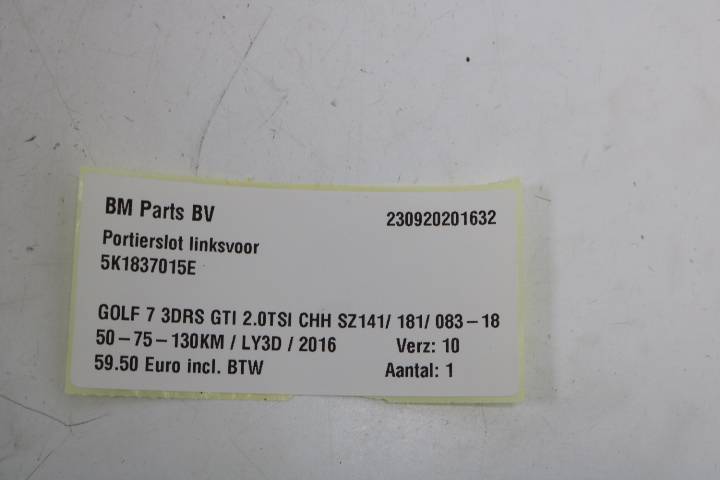 BM Parts BV 230920201632
Portierslot linksvoor
5K1837015E
GOLF 7 3DRS GTI 2.0TSI CHH SZ141/ 181/ 083-18
50-75-130KM / LY3D / 2016 Verz: 10
59.50 Euro incl. BTW Aantal: 1